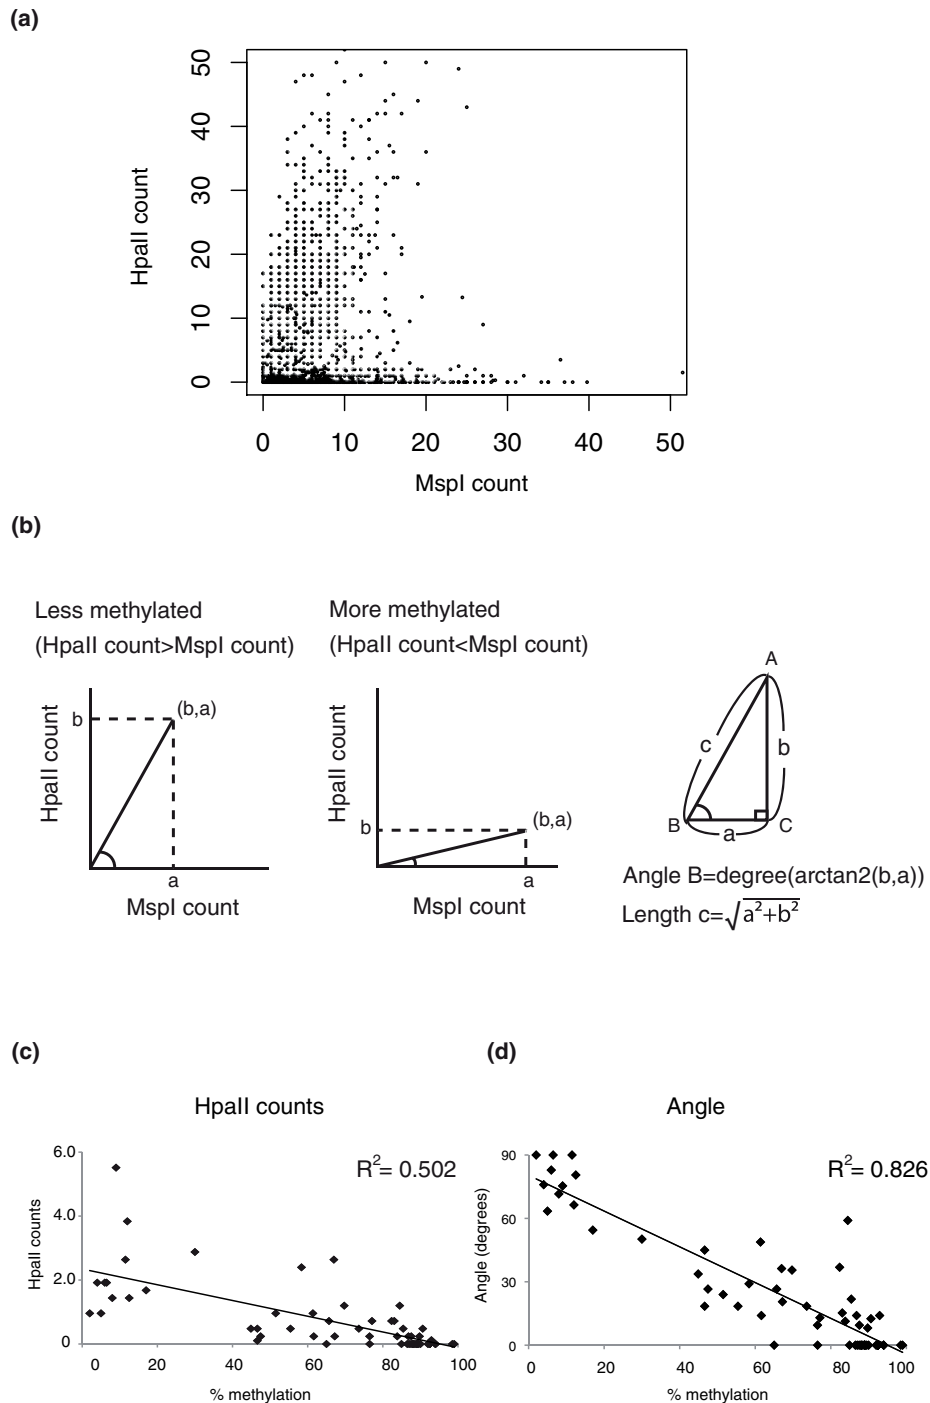 (a)
HpaII count
50
40
30
20
10
0
0 10 20 30 40 50
MspI count
(b)
Less methylated
(HpaII count>MspI count)
HpaII count
b
(b,a)
a
MspI count
More methylated
(HpaII count<MspI count)
HpaII count
b
(b,a)
a
MspI count
A
c
b
B
a
C
Angle B=degree(arctan2(b,a))
Length c=√a²+b²
(c)
HpaII counts
R²= 0.502
HpaII counts
6.0
4.0
2.0
0
0 20 40 60 80 100
% methylation
(d)
Angle
R²= 0.826
Angle (degrees)
90
60
30
0
0 20 40 60 80 100
% methylation